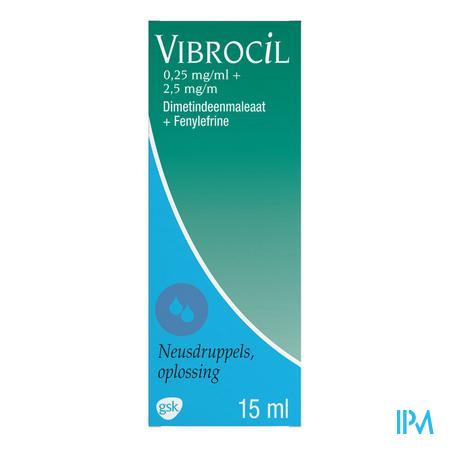 VIBROCIL
0,25 mg/ml +
2,5 mg/m
Dimetindeenmaleaat
+ Fenylefrine
Neusdruppels,
oplossing
gsk
15 ml
IPM